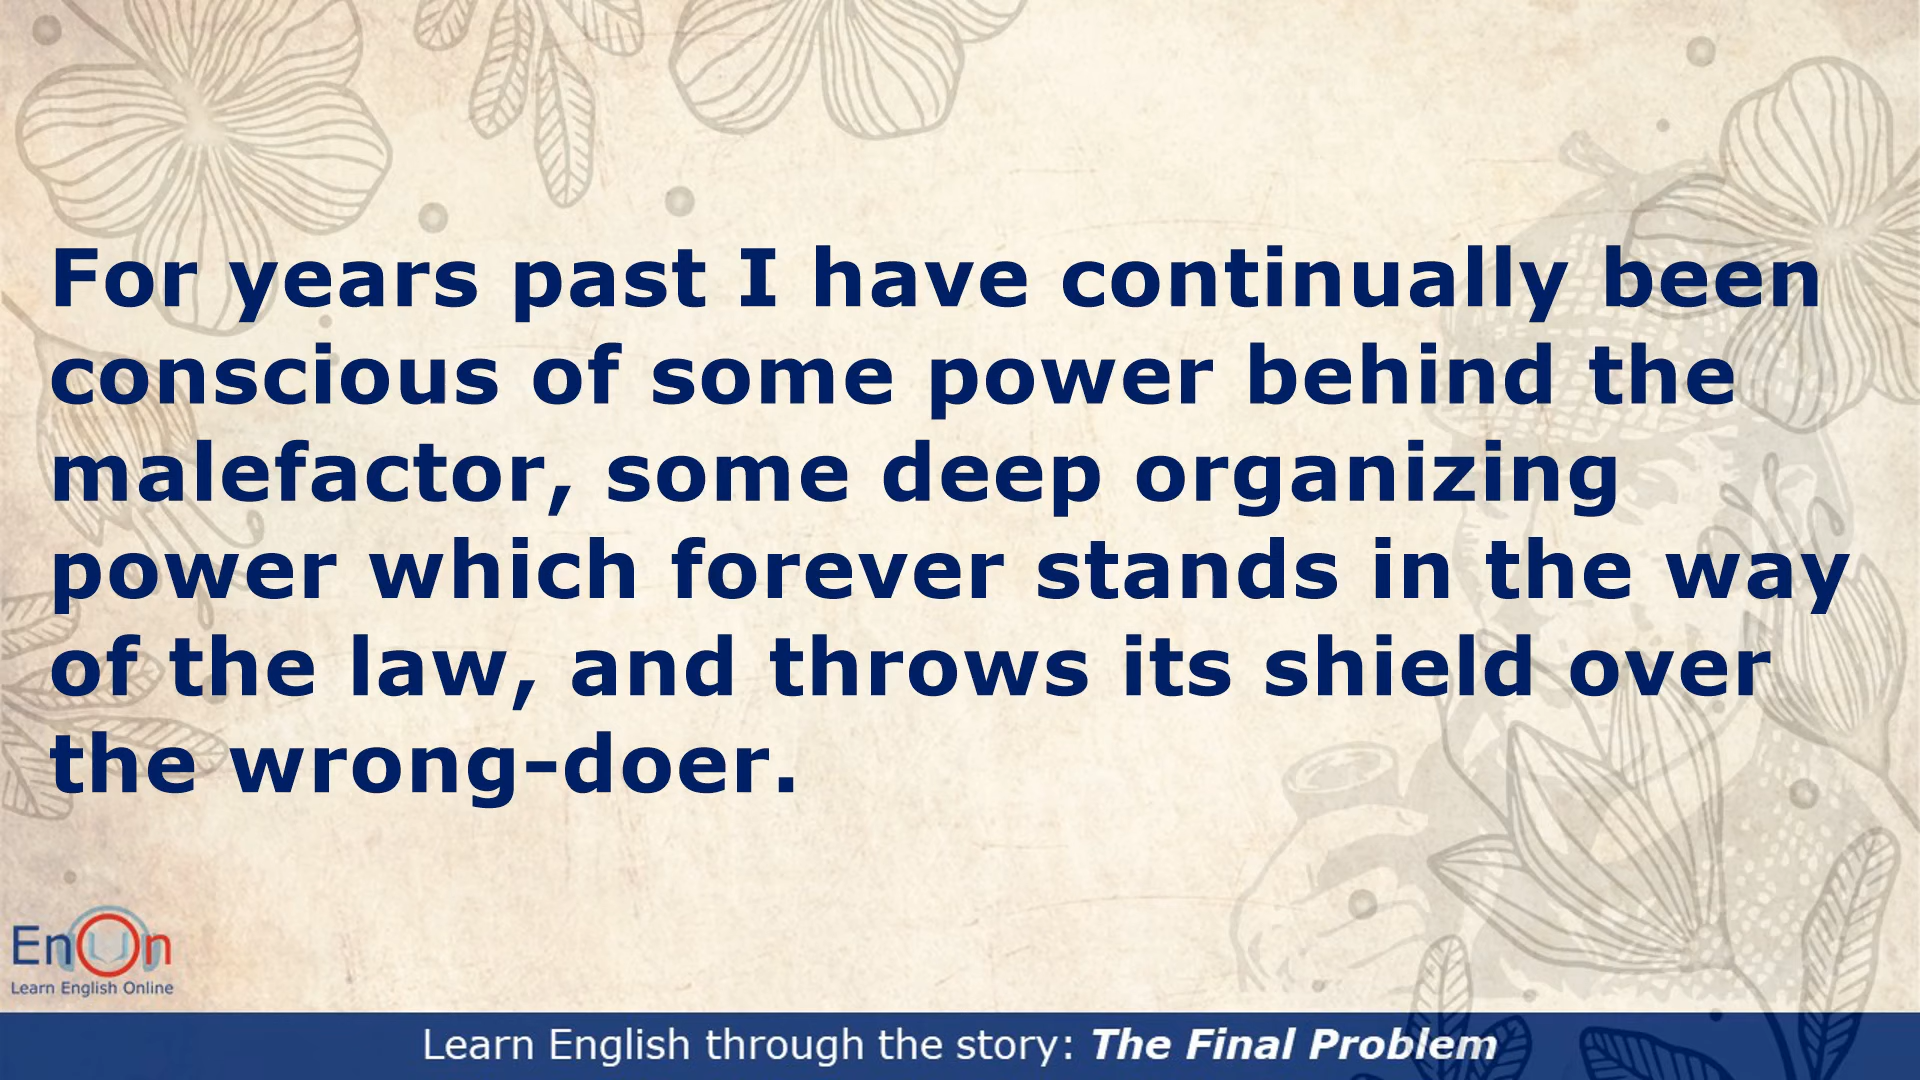 For years past I have continually been
conscious of some power behind the
malefactor, some deep organizing
power which forever stands in the way
of the law, and throws its shield over
the wrong-doer.
EnOn
Learn English Online
Learn English through the story: The Final Problem